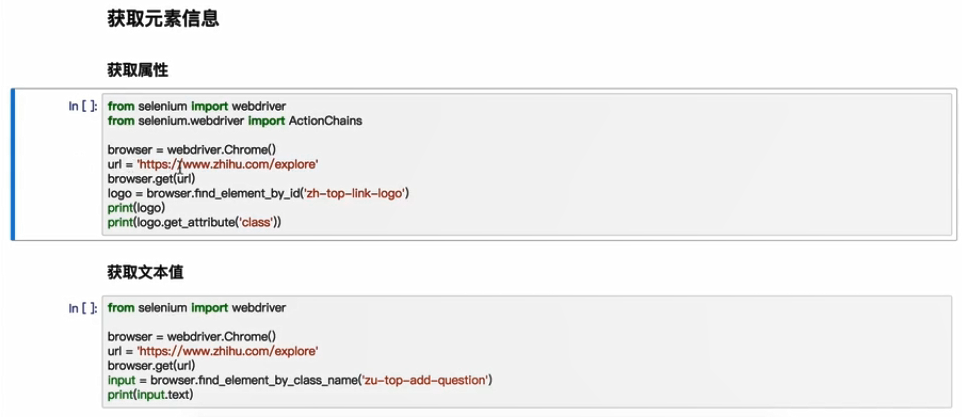 获取元素信息
获取属性
In [ ]:
from selenium import webdriver
from selenium.webdriver import ActionChains
browser = webdriver.Chrome()
url = 'https://www.zhihu.com/explore'
browser.get(url)
logo = browser.find_element_by_id('zh-top-link-logo')
print(logo)
print(logo.get_attribute('class'))
获取文本值
In [ ]:
from selenium import webdriver
browser = webdriver.Chrome()
url = 'https://www.zhihu.com/explore'
browser.get(url)
input = browser.find_element_by_class_name('zu-top-add-question')
print(input.text)